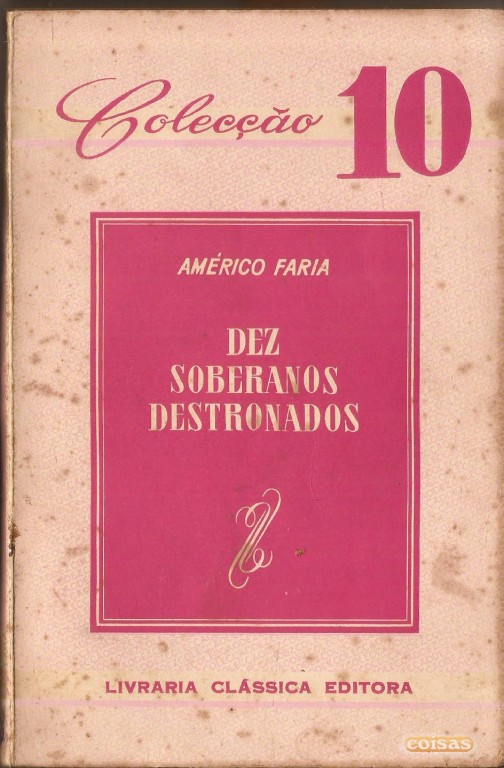 Colecção 10
AMÉRICO FARIA
DEZ
SOBERANOS
DESTRONADOS
LIVRARIA CLÁSSICA EDITORA
coisas